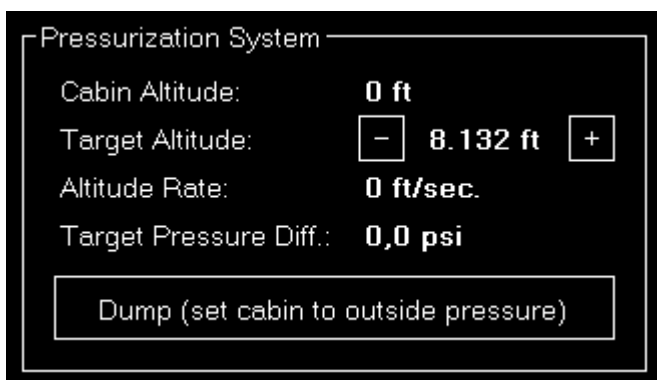 Pressurization System
Cabin Altitude: 0 ft
Target Altitude: - 8.132 ft +
Altitude Rate: 0 ft/sec.
Target Pressure Diff.: 0,0 psi
Dump (set cabin to outside pressure)